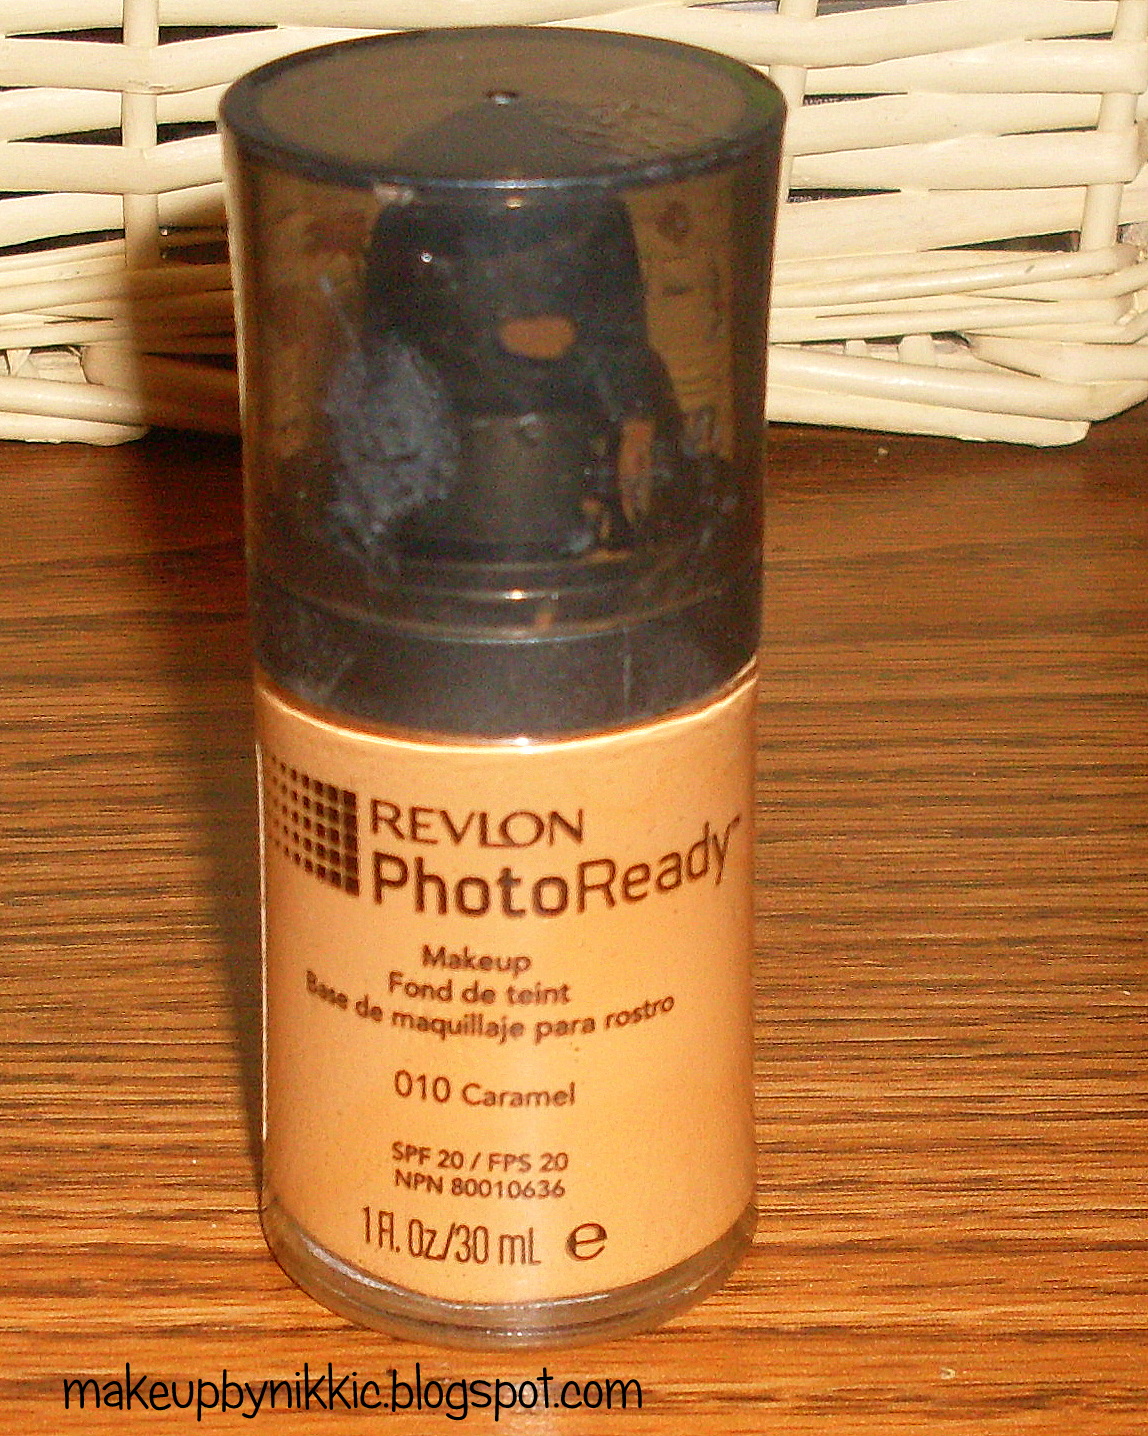 REVLON
PhotoReady™
Makeup
Fond de teint
Base de maquillaje para rostro
010 Caramel
SPF 20 / FPS 20
NPN 80010636
1 Fl. Oz/30 mL e
makeupbynikkic.blogspot.com